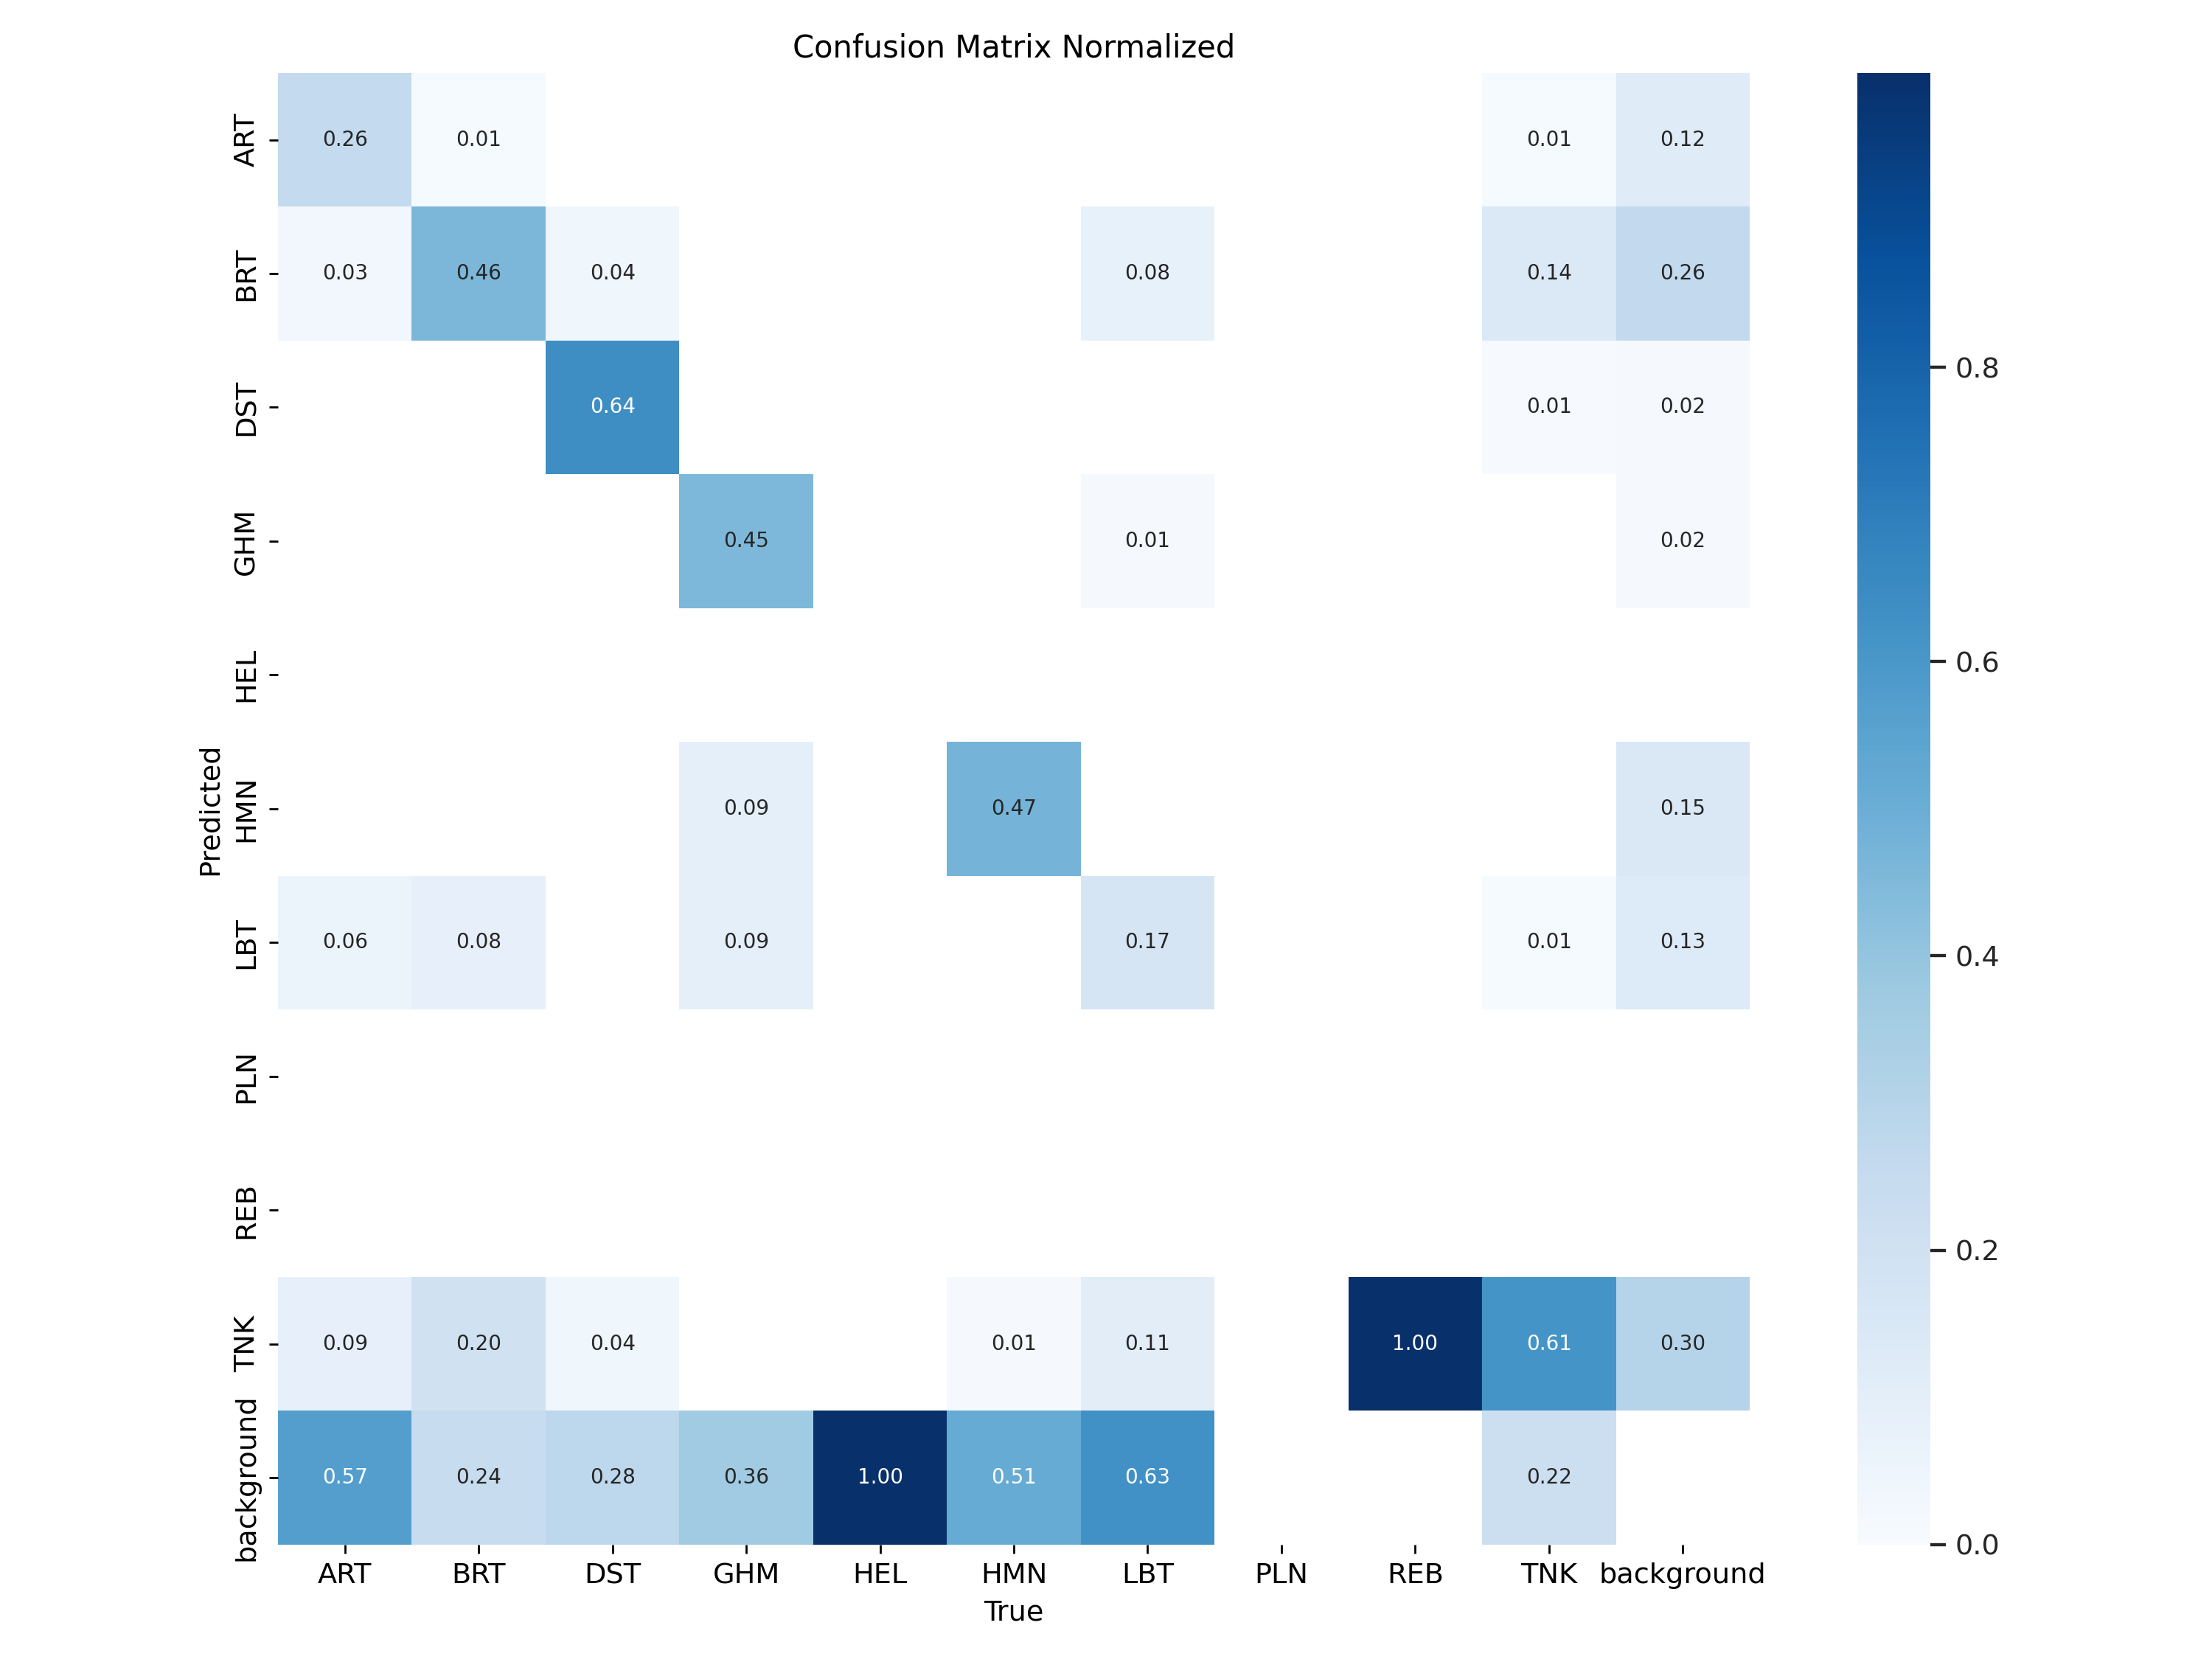 Confusion Matrix Normalized
ART 0.26 0.01 0.01 0.12
BRT 0.03 0.46 0.04 0.08 0.14 0.26 0.8
DST 0.64 0.01 0.02
GHM 0.45 0.01 0.02
HEL 0.6
Predicted
HMN 0.09 0.47 0.15
LBT 0.06 0.08 0.09 0.17 0.01 0.13 0.4
PLN
REB 0.2
TNK 0.09 0.20 0.04 0.01 0.11 1.00 0.61 0.30
background 0.57 0.24 0.28 0.36 1.00 0.51 0.63 0.22 0.0
ART BRT DST GHM HEL HMN LBT PLN REB TNK background
True